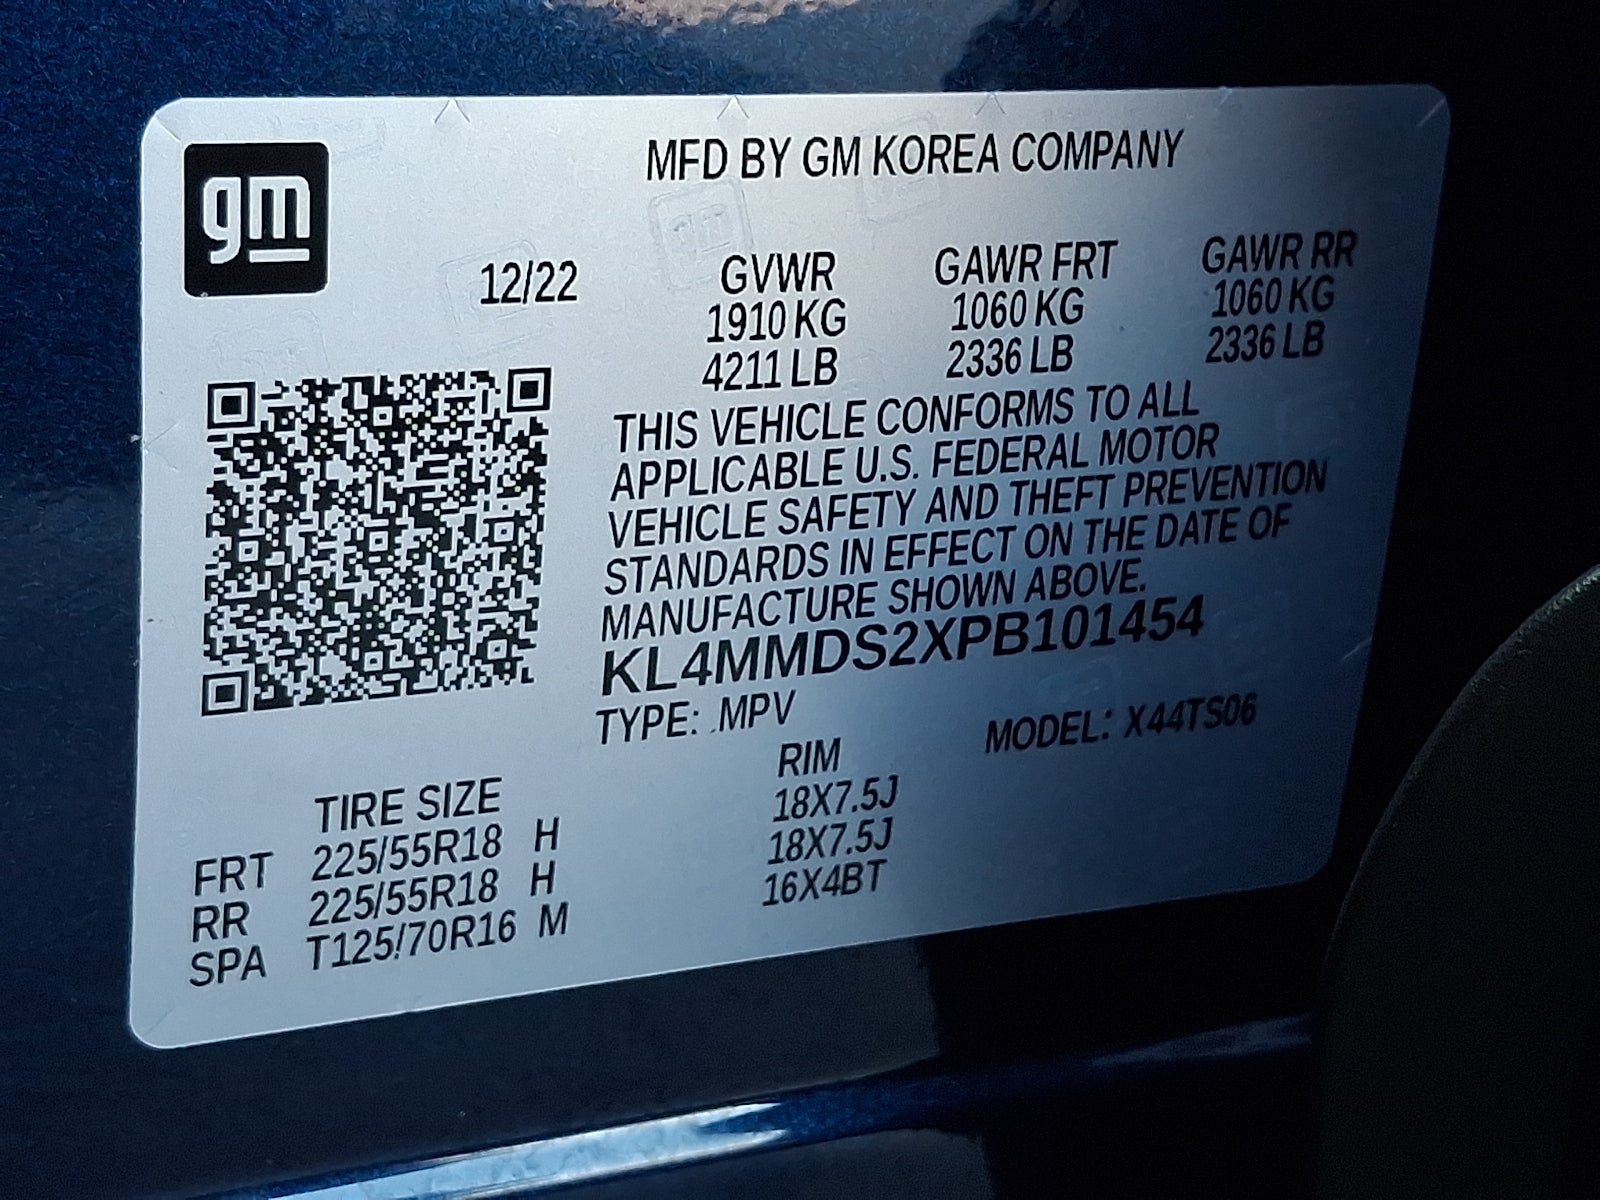 gm
MFD BY GM KOREA COMPANY
12/22
GVWR GAWR FRT GAWR RR
1910 KG 1060 KG 1060 KG
4211 LB 2336 LB 2336 LB
THIS VEHICLE CONFORMS TO ALL
APPLICABLE U.S. FEDERAL MOTOR
VEHICLE SAFETY AND THEFT PREVENTION
STANDARDS IN EFFECT ON THE DATE OF
MANUFACTURE SHOWN ABOVE.
KL4MMDS2XPB101454
TYPE: MPV MODEL: X44TS06
TIRE SIZE RIM
FRT 225/55R18 H 18X7.5J
RR 225/55R18 H 18X7.5J
SPA T125/70R16 M 16X4BT